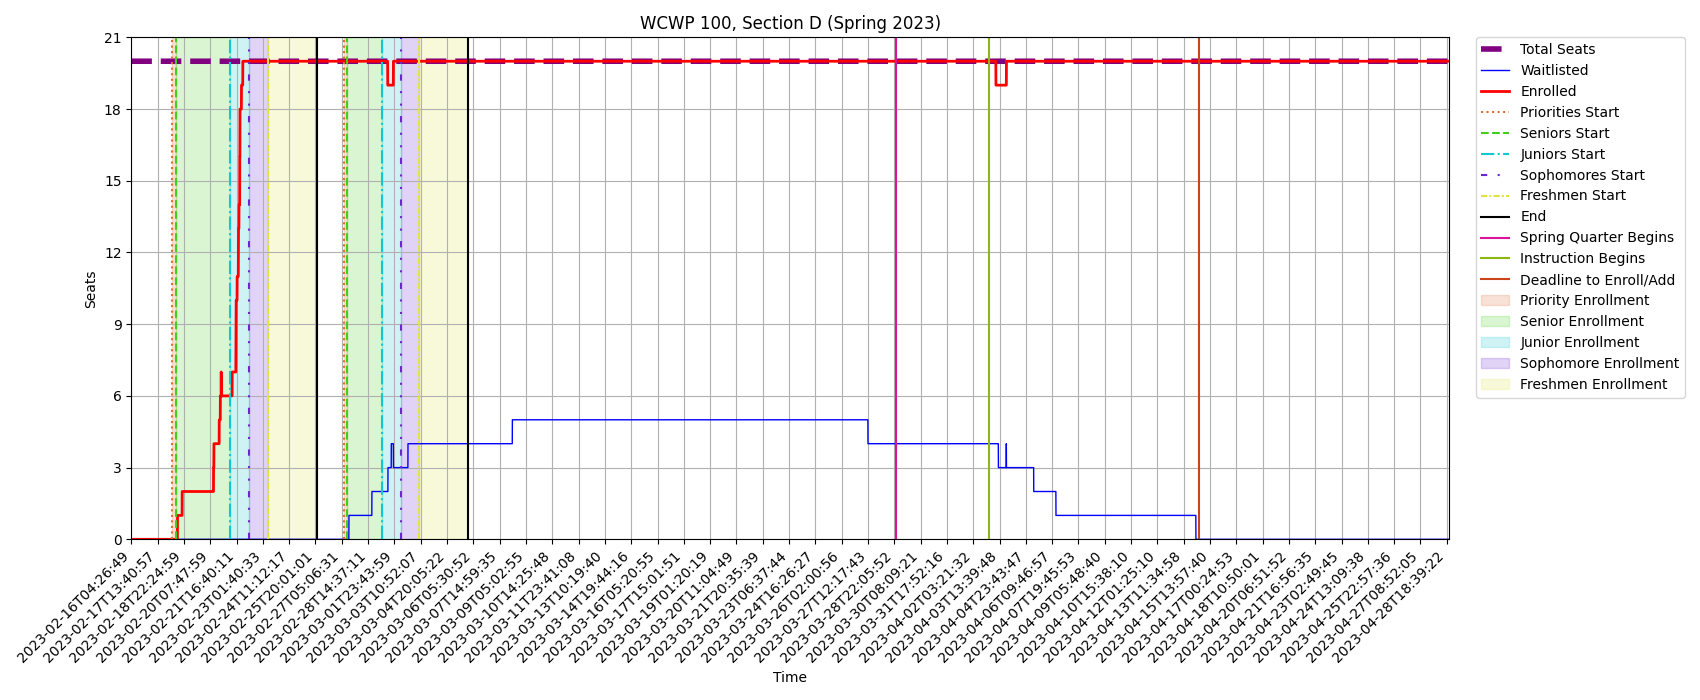 WCWP 100, Section D (Spring 2023)
21
18
15
12
9
6
3
0
Seats
2023-02-16T04:26:49
2023-02-17T13:40:57
2023-02-18T22:24:59
2023-02-20T07:47:59
2023-02-21T16:40:11
2023-02-23T01:40:33
2023-02-24T11:12:17
2023-02-25T20:01:01
2023-02-27T05:06:31
2023-02-28T14:37:11
2023-03-01T23:43:59
2023-03-03T10:52:07
2023-03-04T20:05:22
2023-03-06T05:30:52
2023-03-07T14:59:35
2023-03-09T05:02:55
2023-03-10T14:25:48
2023-03-11T23:41:08
2023-03-13T10:19:40
2023-03-14T19:44:16
2023-03-16T05:20:55
2023-03-17T15:01:51
2023-03-19T01:20:19
2023-03-20T11:04:49
2023-03-21T20:35:39
2023-03-23T06:37:44
2023-03-24T16:26:27
2023-03-26T02:00:56
2023-03-27T12:17:43
2023-03-28T22:05:52
2023-03-30T08:09:21
2023-03-31T17:52:16
2023-04-02T03:21:32
2023-04-03T13:39:48
2023-04-04T23:43:47
2023-04-06T09:46:57
2023-04-07T19:45:53
2023-04-09T05:48:40
2023-04-10T15:38:10
2023-04-12T01:25:10
2023-04-13T11:34:58
2023-04-15T13:57:40
2023-04-17T00:24:53
2023-04-18T10:50:01
2023-04-20T06:51:52
2023-04-21T16:56:35
2023-04-23T02:49:45
2023-04-24T13:09:38
2023-04-25T22:57:36
2023-04-27T08:52:05
2023-04-28T18:39:22
Time
Total Seats
Waitlisted
Enrolled
Priorities Start
Seniors Start
Juniors Start
Sophomores Start
Freshmen Start
End
Spring Quarter Begins
Instruction Begins
Deadline to Enroll/Add
Priority Enrollment
Senior Enrollment
Junior Enrollment
Sophomore Enrollment
Freshmen Enrollment